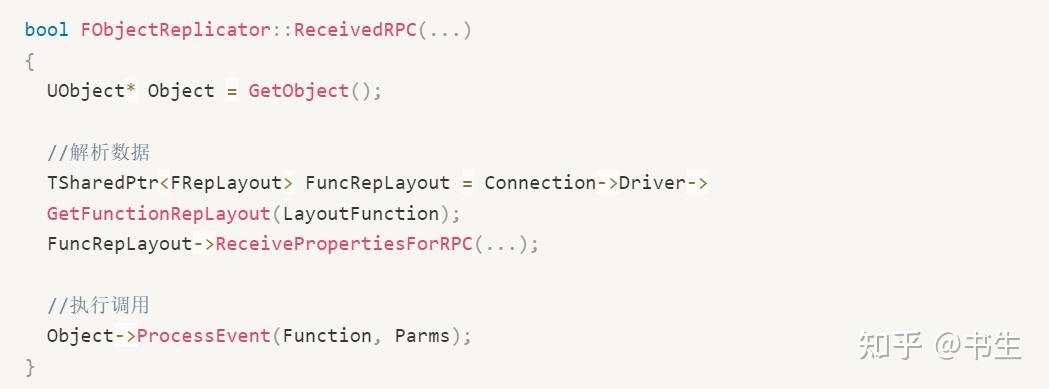 bool FObjectReplicator::ReceivedRPC(...)
{
  UObject* Object = GetObject();

  //解析数据
  TSharedPtr<FRepLayout> FuncRepLayout = Connection->Driver->
  GetFunctionRepLayout(LayoutFunction);
  FuncRepLayout->ReceivePropertiesForRPC(...);

  //执行调用
  Object->ProcessEvent(Function, Parms);
}
知乎 @书生